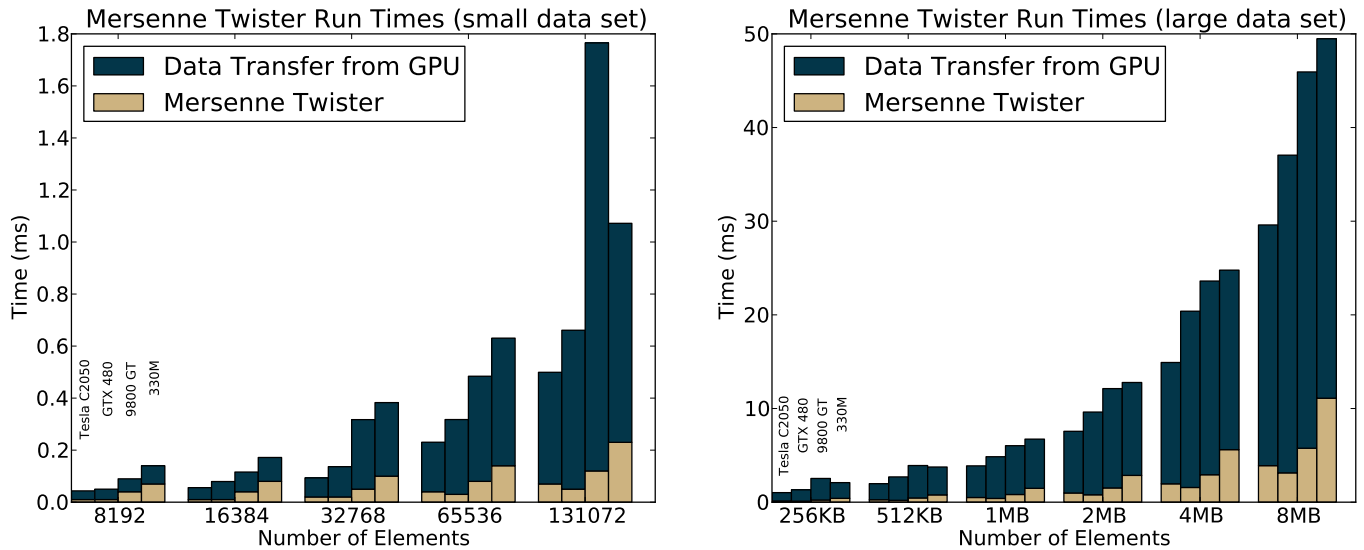 Mersenne Twister Run Times (small data set)
1.8
1.6
1.4
1.2
1.0
0.8
0.6
0.4
0.2
0.0
Time (ms)
Data Transfer from GPU
Mersenne Twister
Tesla C2050
GTX 480
9800 GT
330M
8192 16384 32768 65536 131072
Number of Elements
Mersenne Twister Run Times (large data set)
50
40
30
20
10
0
Time (ms)
Data Transfer from GPU
Mersenne Twister
Tesla C2050
GTX 480
9800 GT
330M
256KB 512KB 1MB 2MB 4MB 8MB
Number of Elements